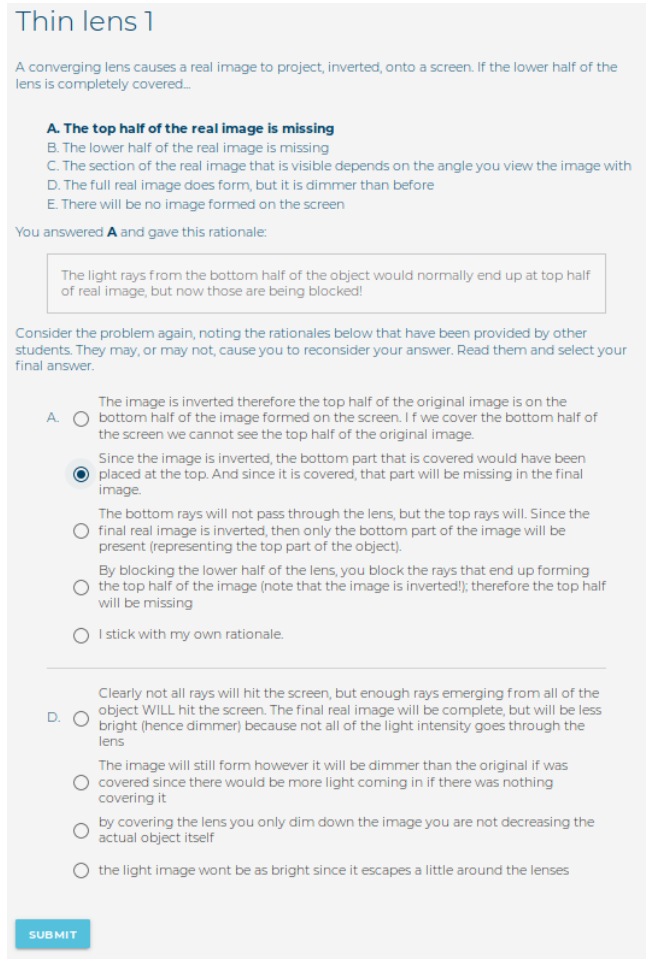 Thin lens 1
A converging lens causes a real image to project, inverted, onto a screen. If the lower half of the
lens is completely covered...
A. The top half of the real image is missing
B. The lower half of the real image is missing
C. The section of the real image that is visible depends on the angle you view the image with
D. The full real image does form, but it is dimmer than before
E. There will be no image formed on the screen
You answered A and gave this rationale:
The light rays from the bottom half of the object would normally end up at top half
of real image, but now those are being blocked!
Consider the problem again, noting the rationales below that have been provided by other
students. They may, or may not, cause you to reconsider your answer. Read them and select your
final answer.
The image is inverted therefore the top half of the original image is on the
A. bottom half of the image formed on the screen. I f we cover the bottom half of
the screen we cannot see the top half of the original image.
Since the image is inverted, the bottom part that is covered would have been
placed at the top. And since it is covered, that part will be missing in the final
image.
The bottom rays will not pass through the lens, but the top rays will. Since the
final real image is inverted, then only the bottom part of the image will be
present (representing the top part of the object).
By blocking the lower half of the lens, you block the rays that end up forming
the top half of the image (note that the image is inverted!); therefore the top half
will be missing
I stick with my own rationale.
Clearly not all rays will hit the screen, but enough rays emerging from all of the
D. object WILL hit the screen. The final real image will be complete, but will be less
bright (hence dimmer) because not all of the light intensity goes through the
lens
The image will still form however it will be dimmer than the original if was
covered since there would be more light coming in if there was nothing
covering it
by covering the lens you only dim down the image you are not decreasing the
actual object itself
the light image wont be as bright since it escapes a little around the lenses
SUBMIT